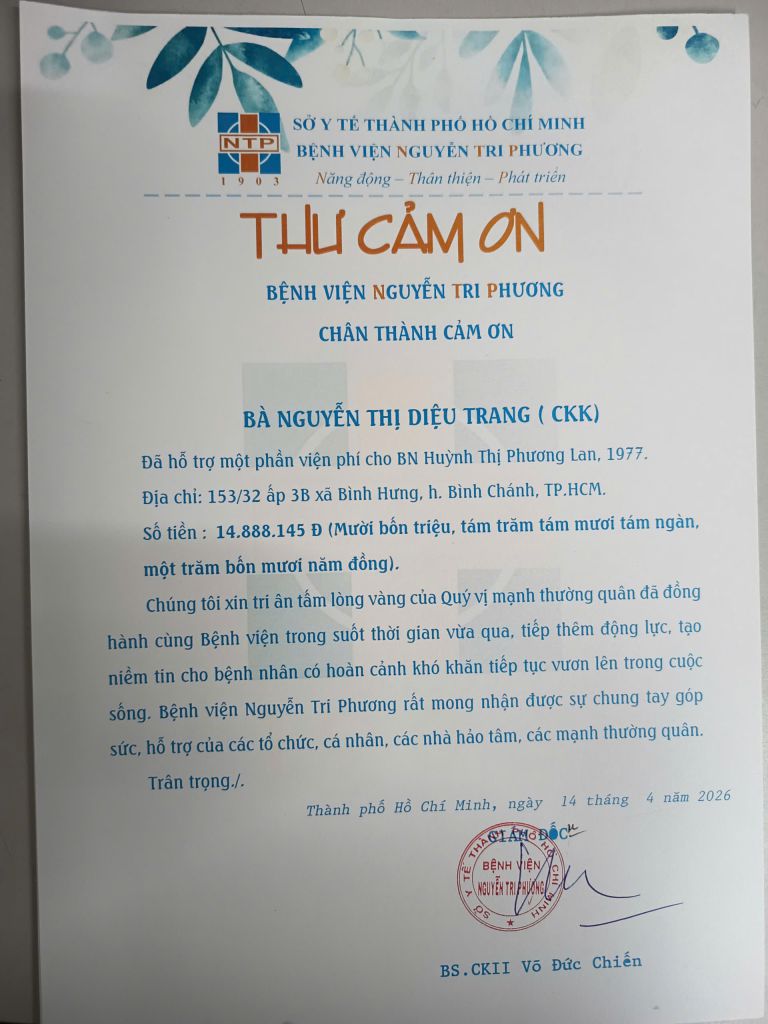 SỞ Y TẾ THÀNH PHỐ HỒ CHÍ MINH
NTP
BỆNH VIỆN NGUYỄN TRI PHƯƠNG
1903
Năng động – Thân thiện – Phát triển
THƯ CẢM ƠN
BỆNH VIỆN NGUYỄN TRI PHƯƠNG
CHÂN THÀNH CẢM ƠN
BÀ NGUYỄN THỊ DIỆU TRANG ( CKK)
Đã hỗ trợ một phần viện phí cho BN Huỳnh Thị Phương Lan, 1977.
Địa chỉ: 153/32 ấp 3B xã Bình Hưng, h. Bình Chánh, TP.HCM.
Số tiền : 14.888.145 Đ (Mười bốn triệu, tám trăm tám mươi tám ngàn,
một trăm bốn mươi năm đồng).
Chúng tôi xin tri ân tấm lòng vàng của Quý vị mạnh thường quân đã đồng
hành cùng Bệnh viện trong suốt thời gian vừa qua, tiếp thêm động lực, tạo
niềm tin cho bệnh nhân có hoàn cảnh khó khăn tiếp tục vươn lên trong cuộc
sống. Bệnh viện Nguyễn Tri Phương rất mong nhận được sự chung tay góp
sức, hỗ trợ của các tổ chức, cá nhân, các nhà hảo tâm, các mạnh thường quân.
Trân trọng./.
Thành phố Hồ Chí Minh, ngày 14 tháng 4 năm 2026
GIÁM ĐỐC
SỞ Y TẾ THÀNH PHỐ HỒ CHÍ MINH
BỆNH VIỆN
NGUYỄN TRI PHƯƠNG
BS.CKII Võ Đức Chiến